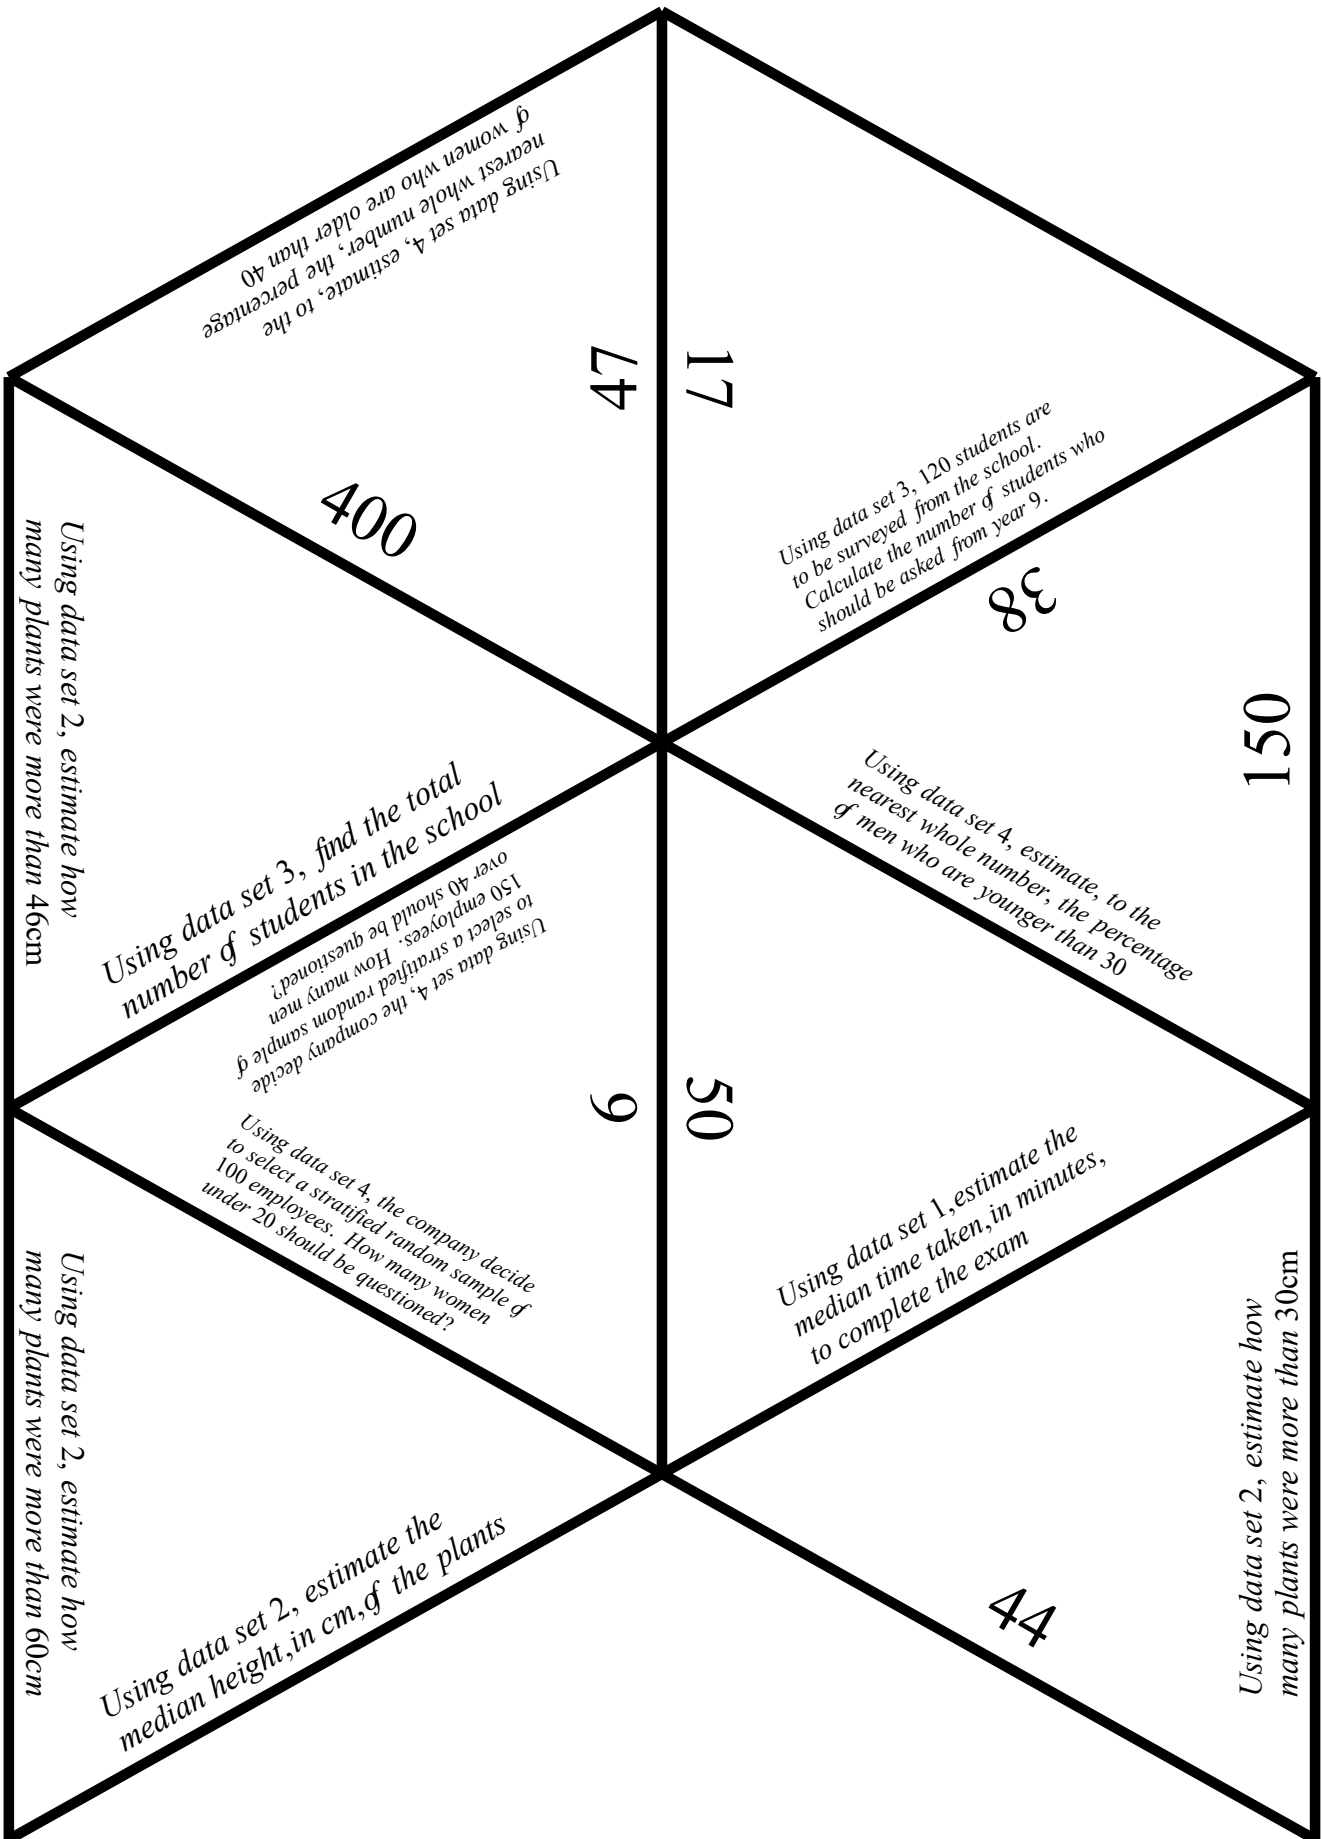 Using data set 4, estimate, to the
nearest whole number, the percentage
of women who are older than 40
47
400
17
Using data set 3, 120 students are
to be surveyed from the school.
Calculate the number of students who
should be asked from year 9.
Using data set 2, estimate how
many plants were more than 46cm
Using data set 3, find the total
number of students in the school
38
150
Using data set 4, estimate, to the
nearest whole number, the percentage
of men who are younger than 30
Using data set 4, the company decide
to select a stratified random sample of
150 employees. How many men
over 40 should be questioned?
6
Using data set 4, the company decide
to select a stratified random sample of
100 employees. How many women
under 20 should be questioned?
50
Using data set 1,estimate the
median time taken,in minutes,
to complete the exam
Using data set 2, estimate how
many plants were more than 60cm
Using data set 2, estimate the
median height,in cm,of the plants
44
Using data set 2, estimate how
many plants were more than 30cm